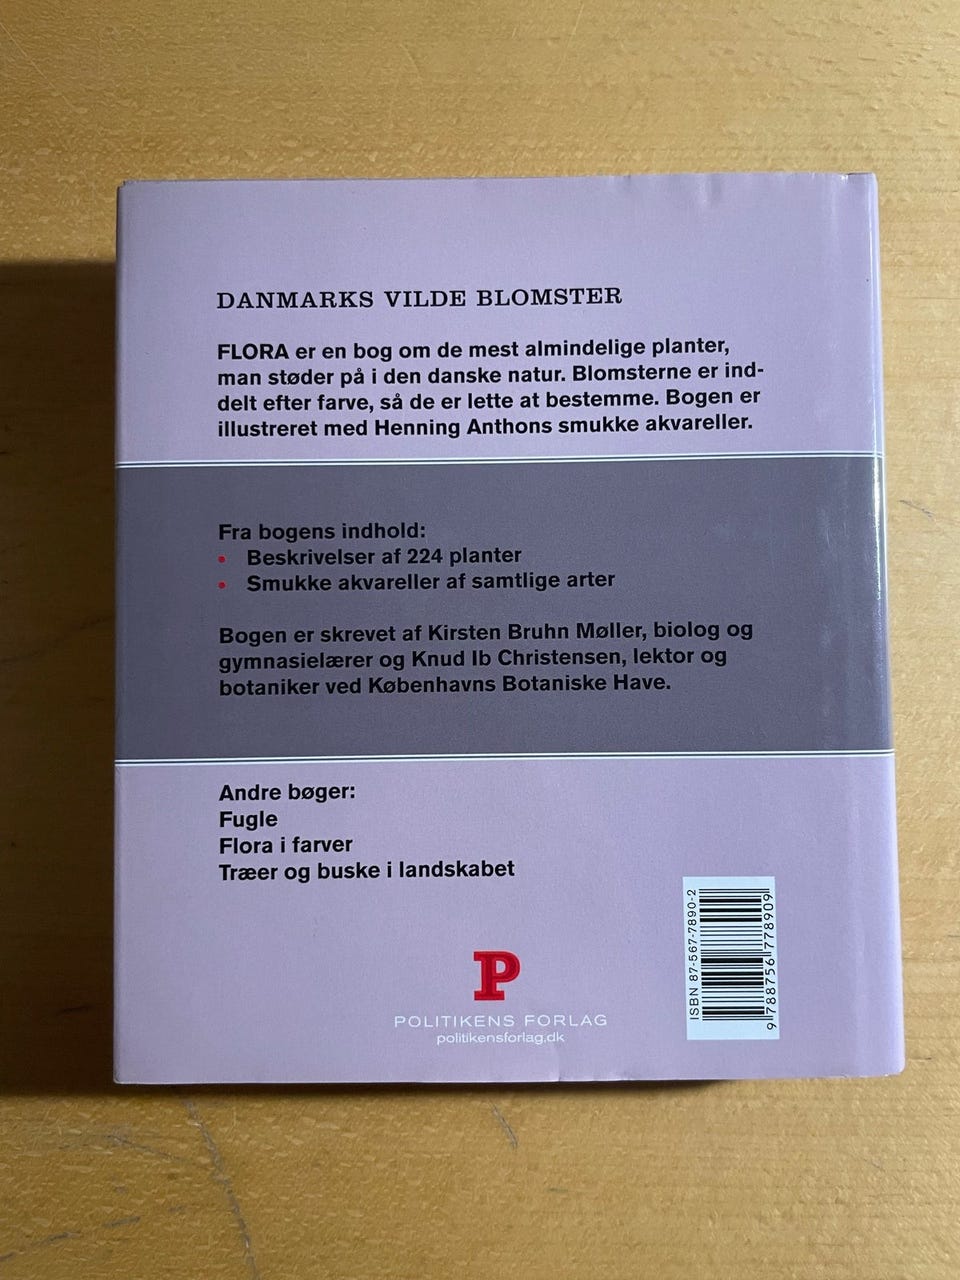 DANMARKS VILDE BLOMSTER
FLORA er en bog om de mest almindelige planter,
man støder på i den danske natur. Blomsterne er ind-
delt efter farve, så de er lette at bestemme. Bogen er
illustreret med Henning Anthons smukke akvareller.
Fra bogens indhold:
• Beskrivelser af 224 planter
• Smukke akvareller af samtlige arter
Bogen er skrevet af Kirsten Bruhn Møller, biolog og
gymnasielærer og Knud Ib Christensen, lektor og
botaniker ved Københavns Botaniske Have.
Andre bøger:
Fugle
Flora i farver
Træer og buske i landskabet
P
POLITIKENS FORLAG
politikensforlag.dk
ISBN 87-567-7890-2
9 788756 778909